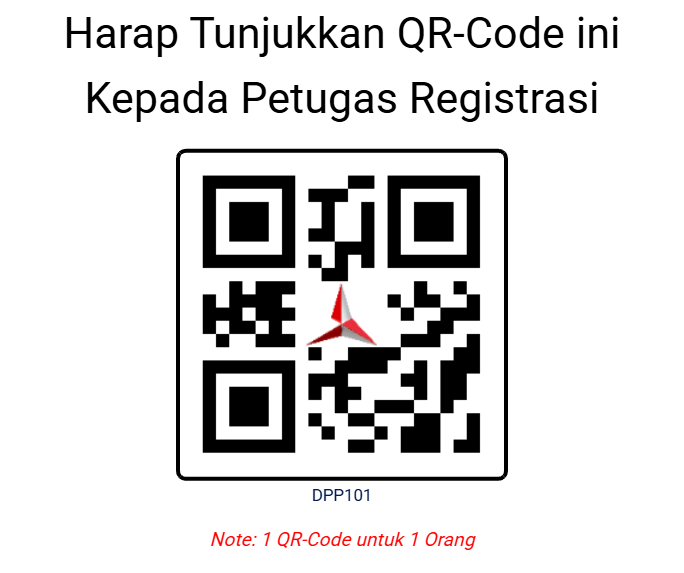 Harap Tunjukkan QR-Code ini
Kepada Petugas Registrasi
DPP101
Note: 1 QR-Code untuk 1 Orang